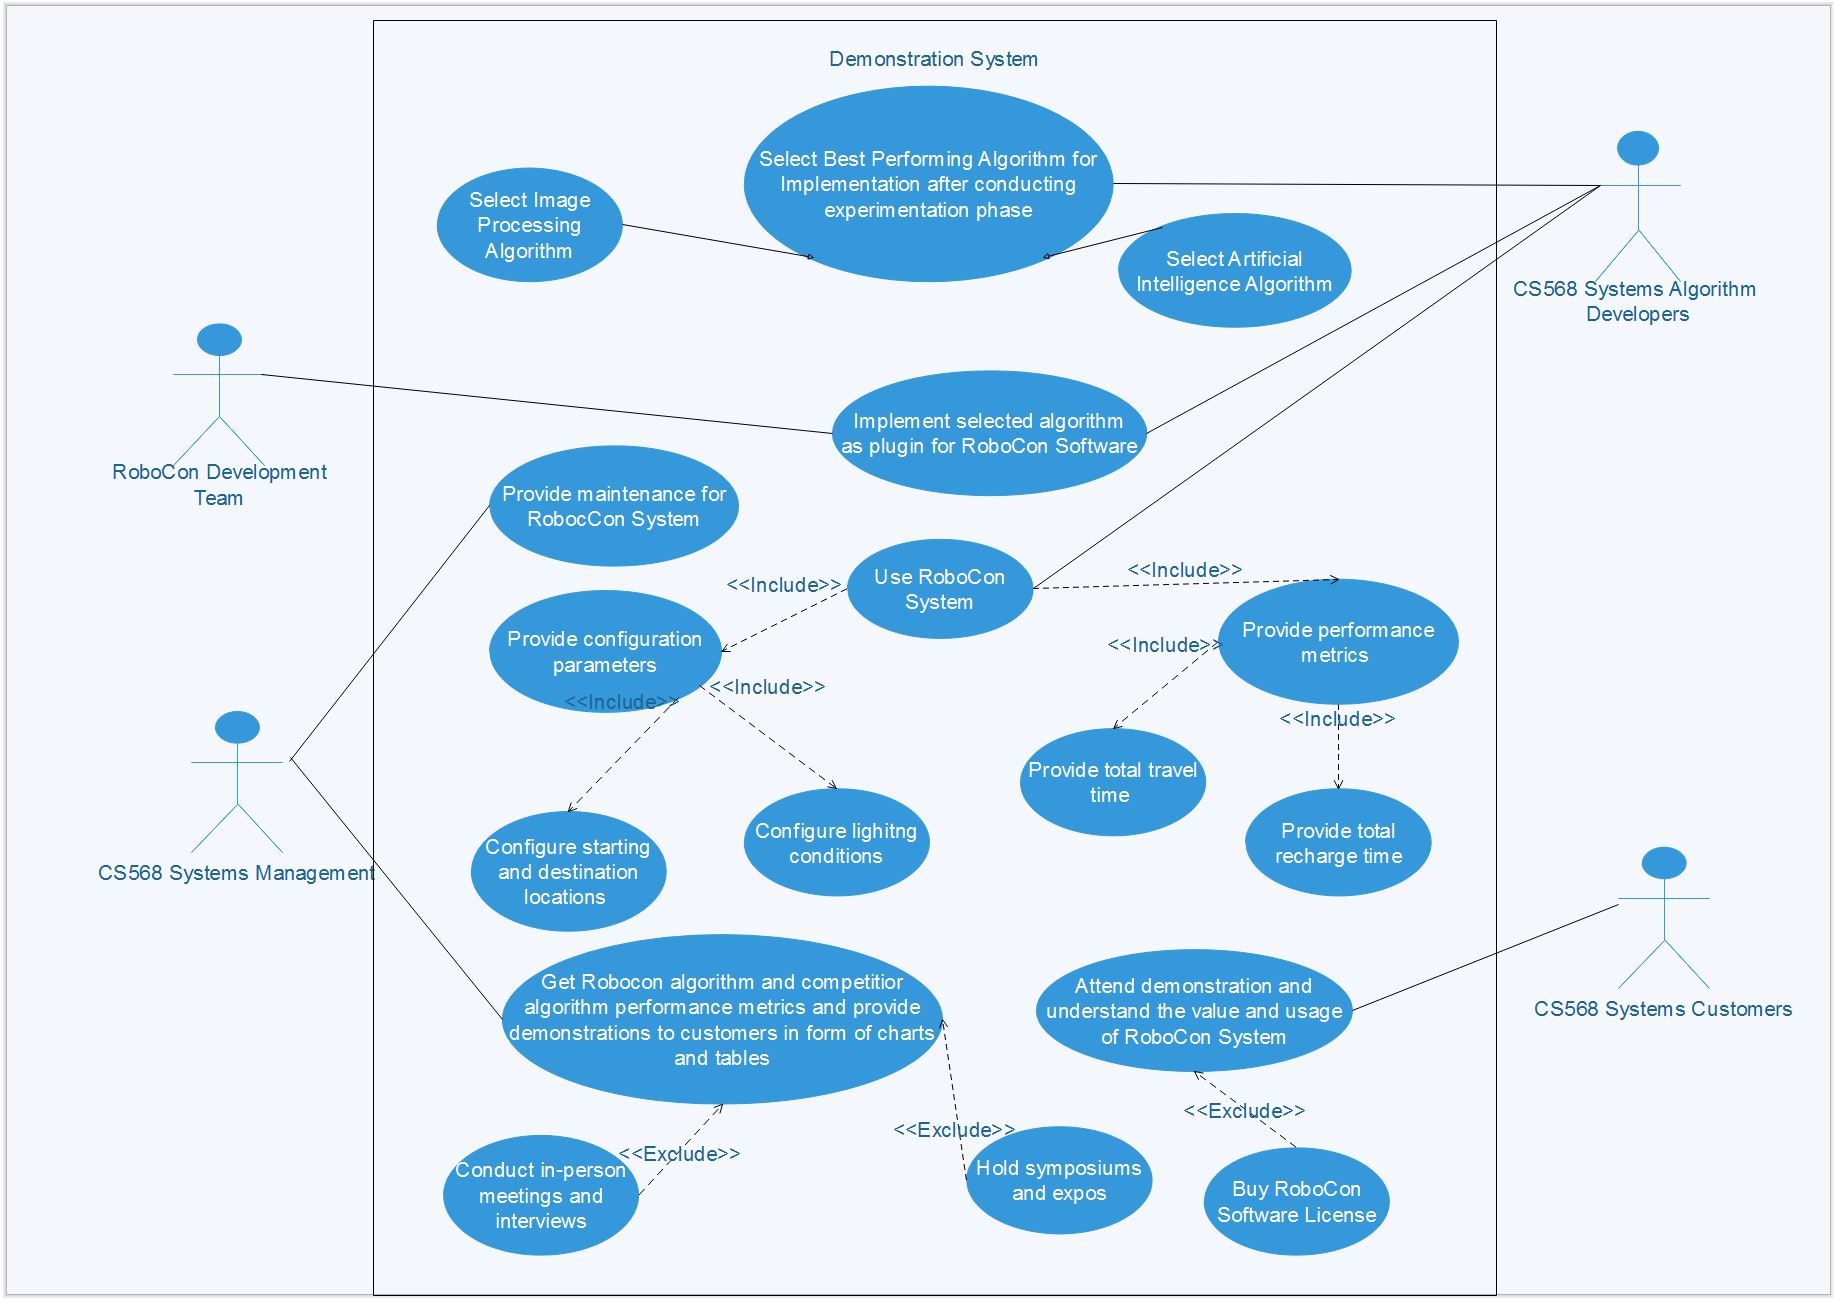 Demonstration System
Select Best Performing Algorithm for
Implementation after conducting
experimentation phase
Select Image
Processing
Algorithm
Select Artificial
Intelligence Algorithm
CS568 Systems Algorithm
Developers
RoboCon Development
Team
Implement selected algorithm
as plugin for RoboCon Software
Provide maintenance for
RobocCon System
Use RoboCon
System
<<Include>>
<<Include>>
Provide configuration
parameters
Provide performance
metrics
<<Include>>
<<Include>>
<<Include>>
<<Include>>
Provide total travel
time
Configure starting
and destination
locations
Configure lighitng
conditions
Provide total
recharge time
CS568 Systems Management
CS568 Systems Customers
Get Robocon algorithm and competitior
algorithm performance metrics and provide
demonstrations to customers in form of charts
and tables
Attend demonstration and
understand the value and usage
of RoboCon System
<<Exclude>>
<<Exclude>>
<<Exclude>>
Conduct in-person
meetings and
interviews
Hold symposiums
and expos
Buy RoboCon
Software License